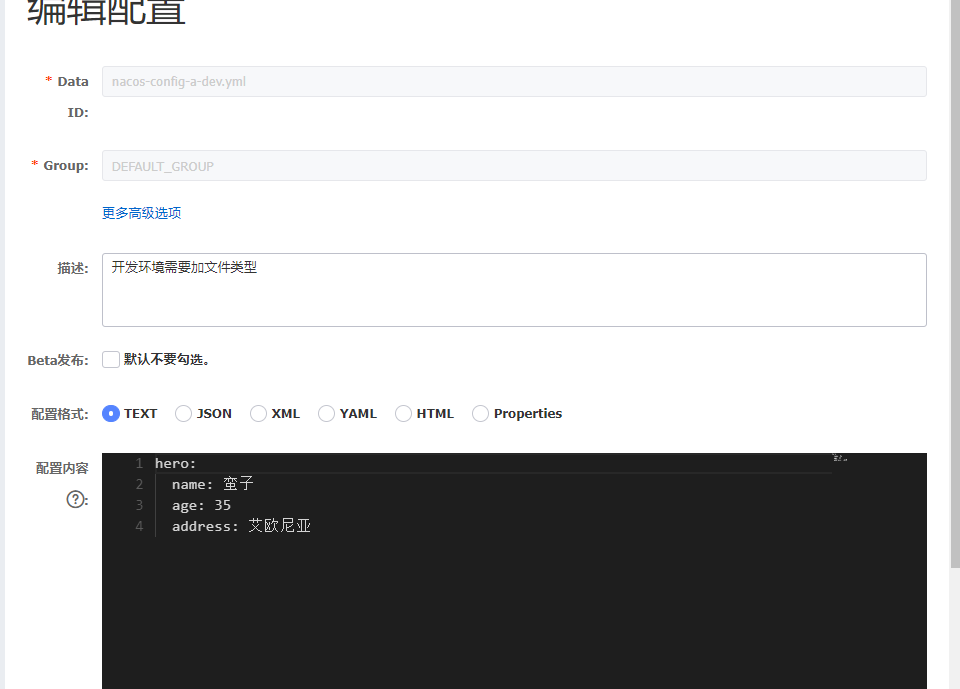 编辑配置
* Data ID:
nacos-config-a-dev.yml
* Group:
DEFAULT_GROUP
更多高级选项
描述:
开发环境需要加文件类型
Beta发布:
默认不要勾选。
配置格式:
TEXT JSON XML YAML HTML Properties
配置内容
?:
1 hero:
2 name: 蛮子
3 age: 35
4 address: 艾欧尼亚